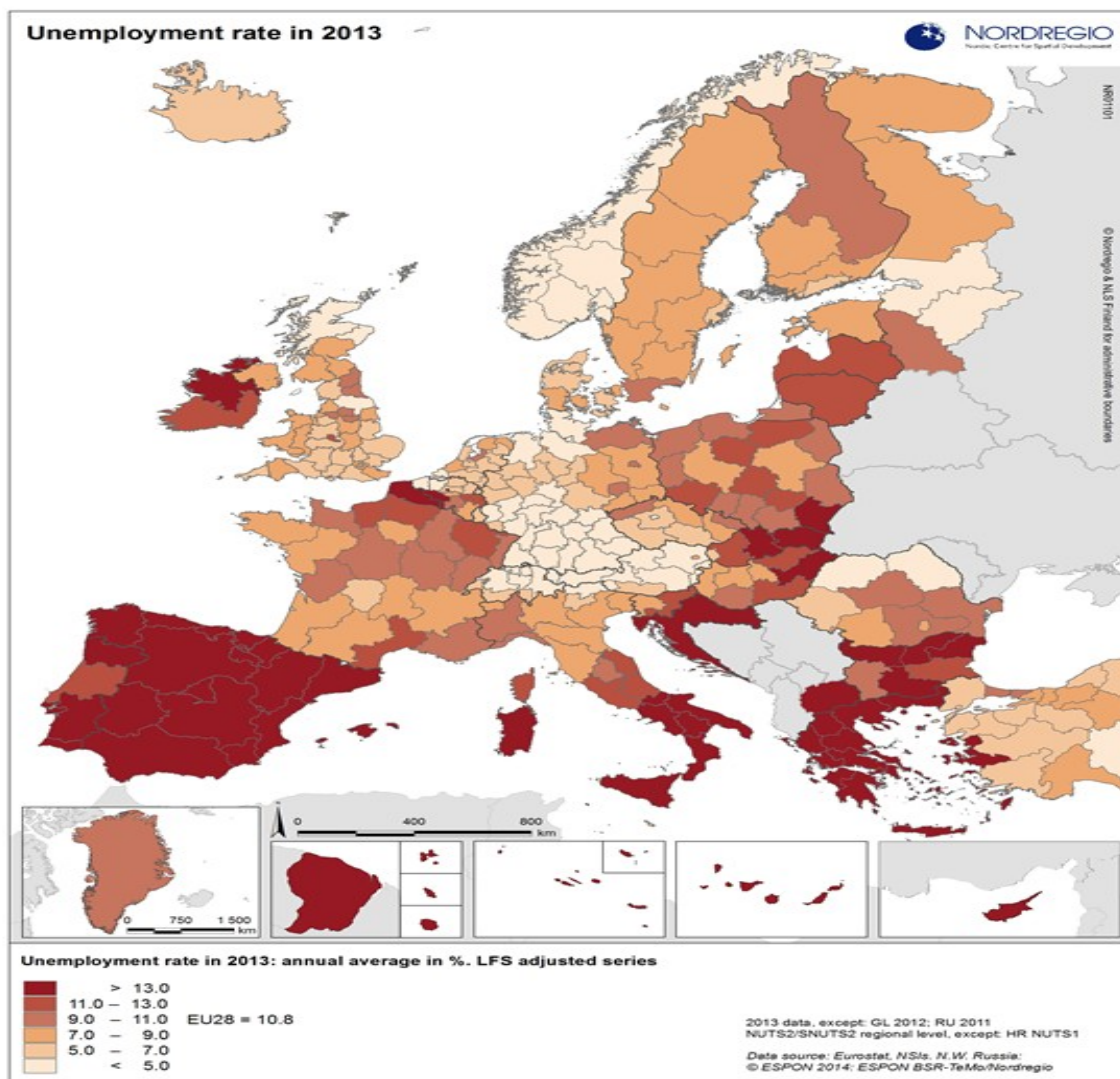 Unemployment rate in 2013
NORDREGIO
Nordic Centre for Spatial Development
NR01101
© Nordregio & NLS Finland for administrative boundaries
0 400 800
km
0 750 1 500
km
Unemployment rate in 2013: annual average in %. LFS adjusted series
> 13.0
11.0 – 13.0
9.0 – 11.0 EU28 = 10.8
7.0 – 9.0
5.0 – 7.0
< 5.0
2013 data, except: GL 2012; RU 2011
NUTS2/SNUTS2 regional level, except: HR NUTS1
Data source: Eurostat, NSIs, N.W. Russia:
© ESPON 2014: ESPON BSR-TeMo/Nordregio